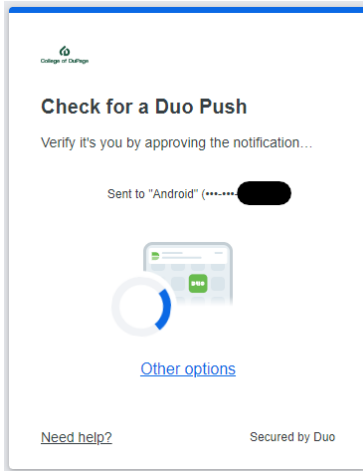 College of DuPage
Check for a Duo Push
Verify it's you by approving the notification...
Sent to "Android" (•••-•••-
DUO
Other options
Need help?
Secured by Duo